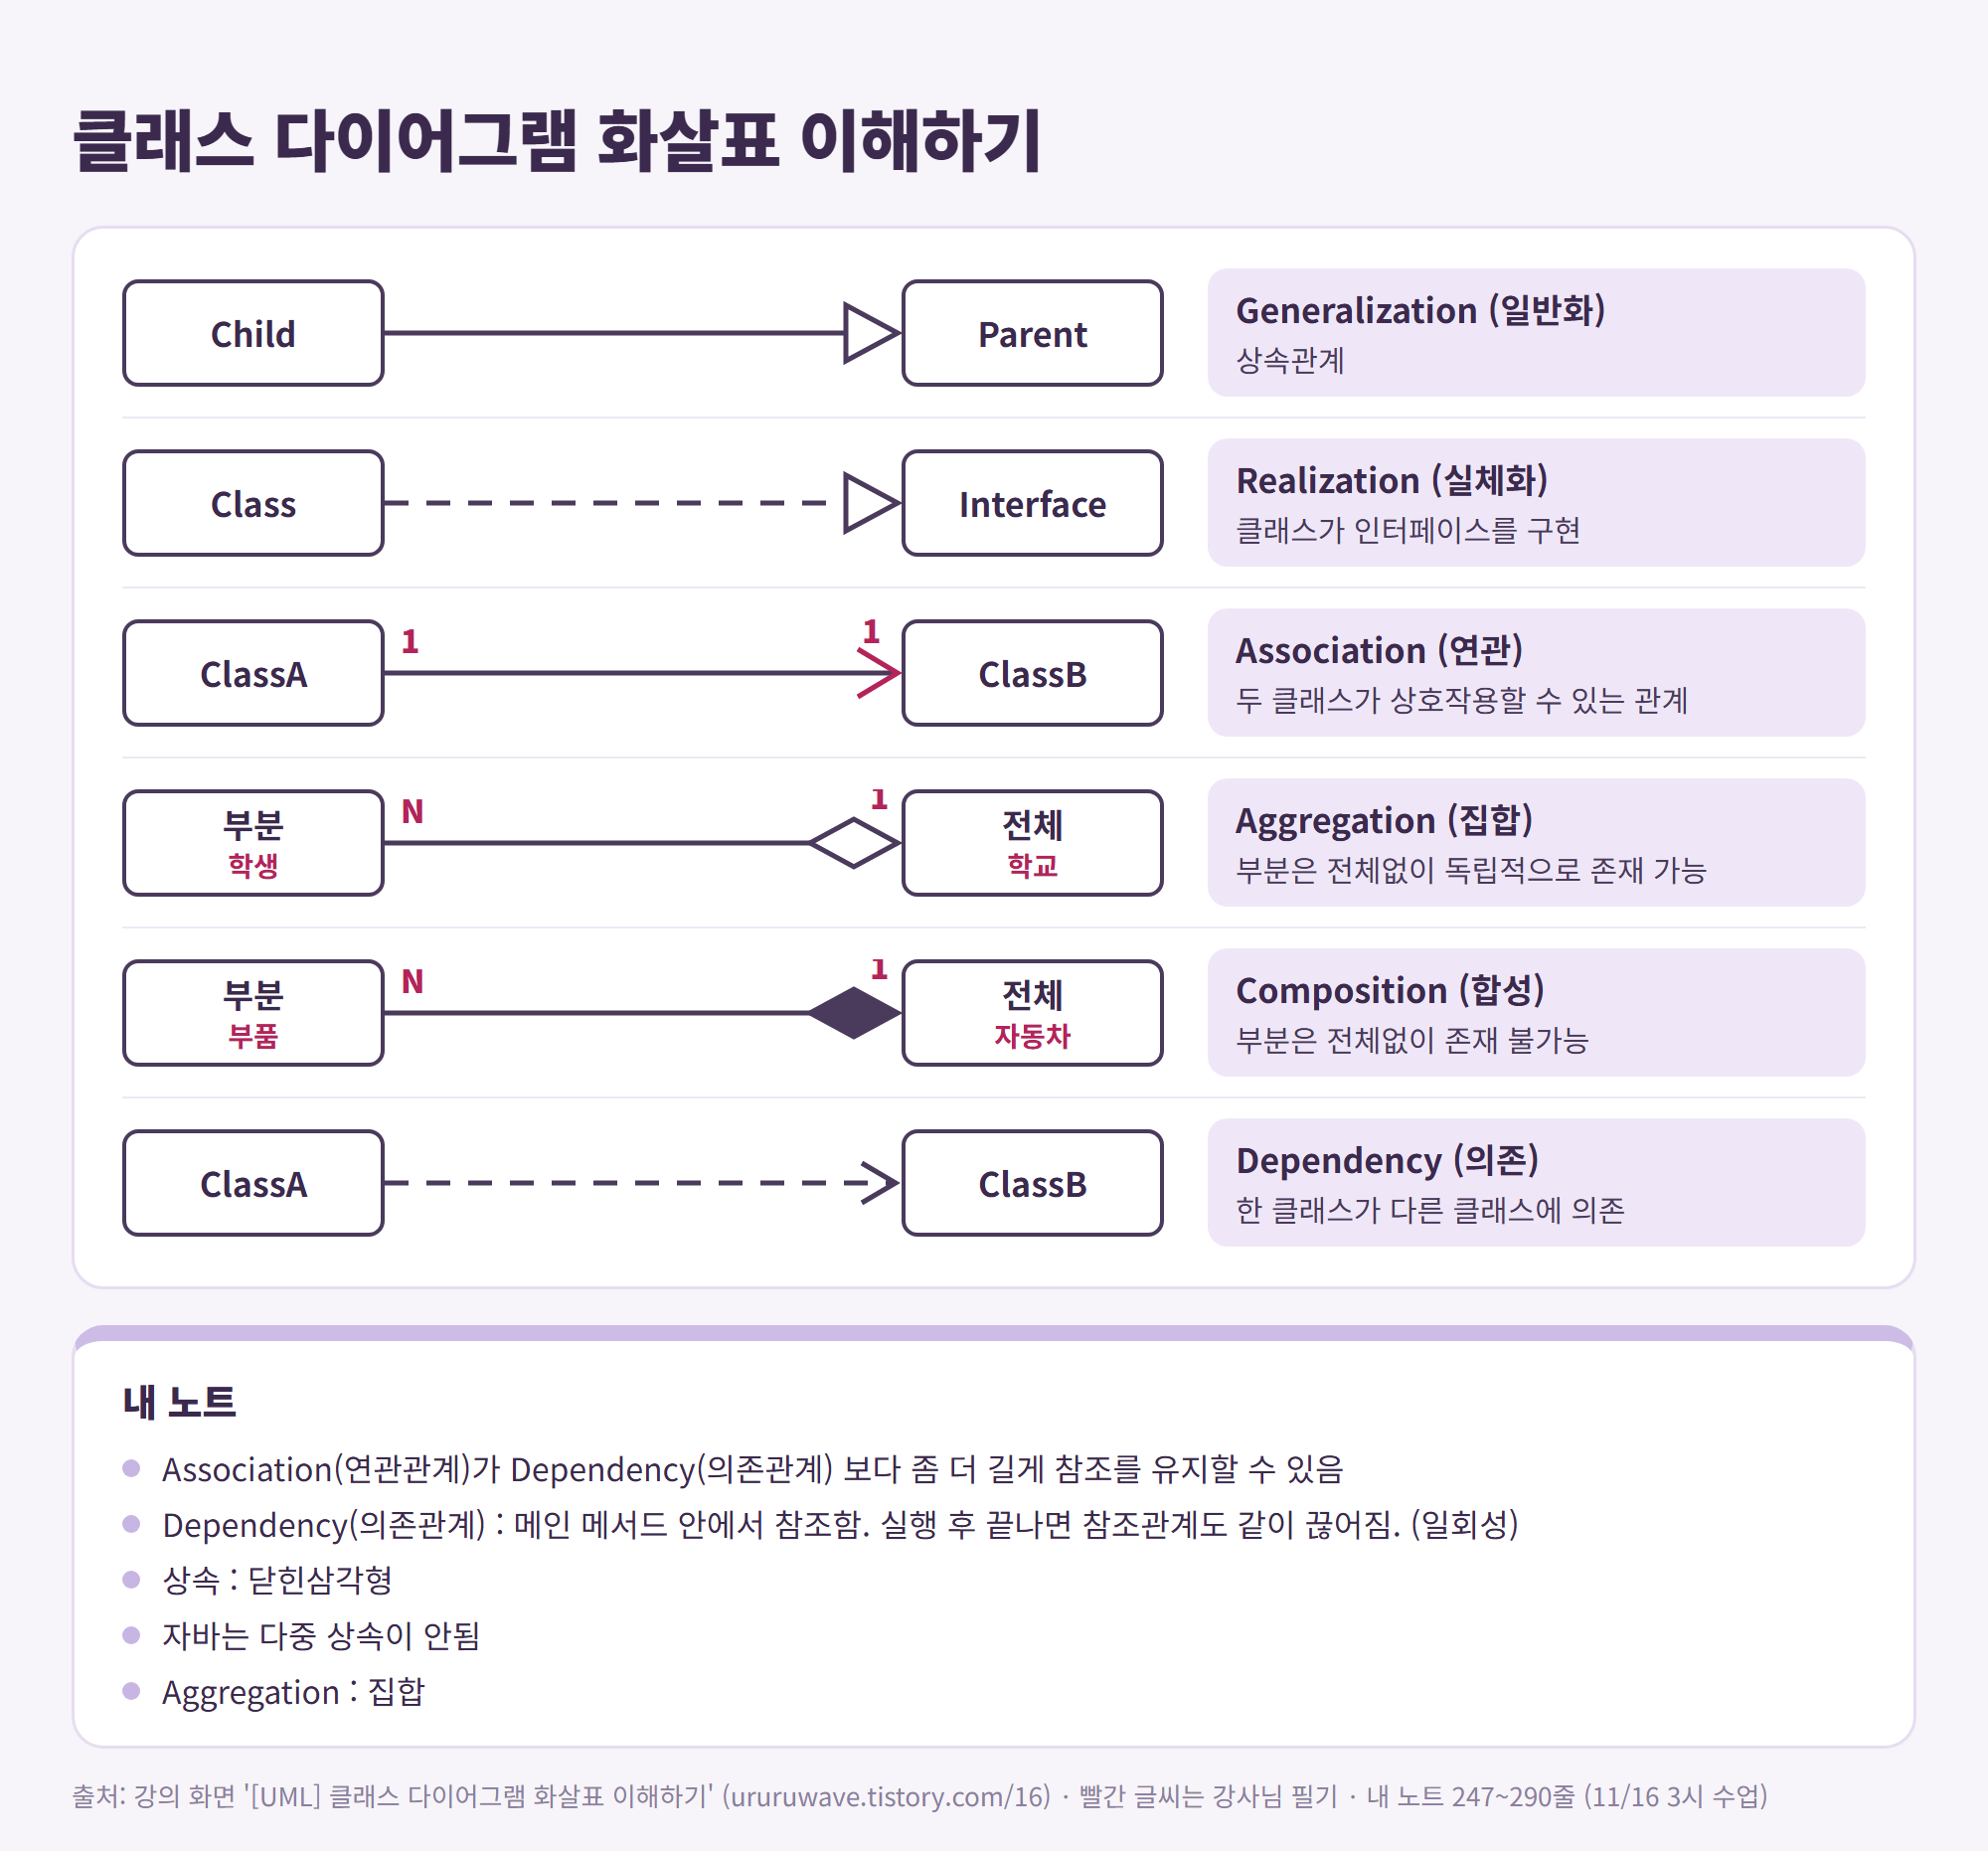 클래스 다이어그램 화살표 이해하기
Child
Parent
Generalization (일반화)
상속관계
Class
Interface
Realization (실체화)
클래스가 인터페이스를 구현
ClassA
1
1
ClassB
Association (연관)
두 클래스가 상호작용할 수 있는 관계
부분
학생
N
1
전체
학교
Aggregation (집합)
부분은 전체없이 독립적으로 존재 가능
부분
부품
N
1
전체
자동차
Composition (합성)
부분은 전체없이 존재 불가능
ClassA
ClassB
Dependency (의존)
한 클래스가 다른 클래스에 의존
내 노트
Association(연관관계)가 Dependency(의존관계) 보다 좀 더 길게 참조를 유지할 수 있음
Dependency(의존관계) : 메인 메서드 안에서 참조함. 실행 후 끝나면 참조관계도 같이 끊어짐. (일회성)
상속 : 닫힌삼각형
자바는 다중 상속이 안됨
Aggregation : 집합
출처: 강의 화면 '[UML] 클래스 다이어그램 화살표 이해하기' (ururuwave.tistory.com/16) · 빨간 글씨는 강사님 필기 · 내 노트 247~290줄 (11/16 3시 수업)